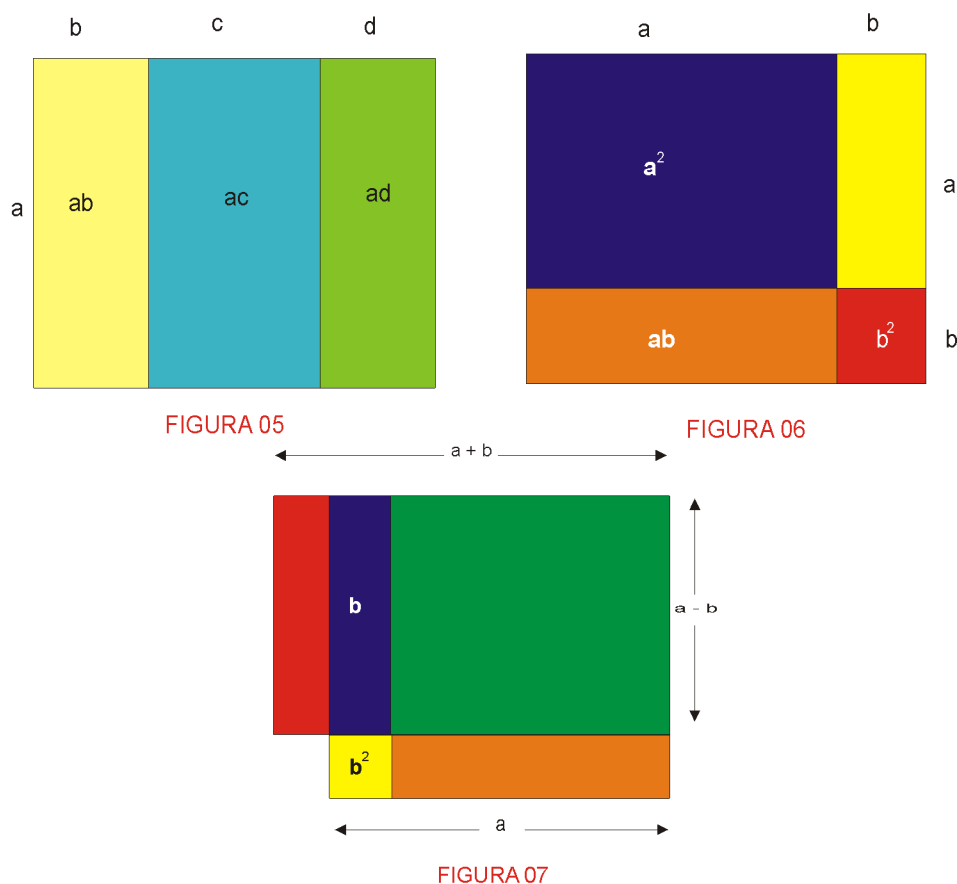 b c d
a
ab ac ad
FIGURA 05
a b
a² a
ab b² b
FIGURA 06
a + b
b
a - b
b²
a
FIGURA 07